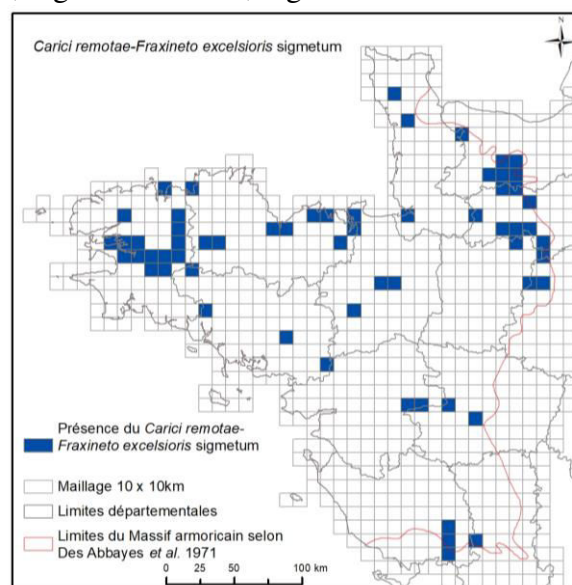 Carici remotae-Fraxineto excelsioris sigmetum
N
Présence du Carici remotae-
Fraxineto excelsioris sigmetum
Maillage 10 x 10km
Limites départementales
Limites du Massif armoricain selon
Des Abbayes et al. 1971
0 25 50 100 km